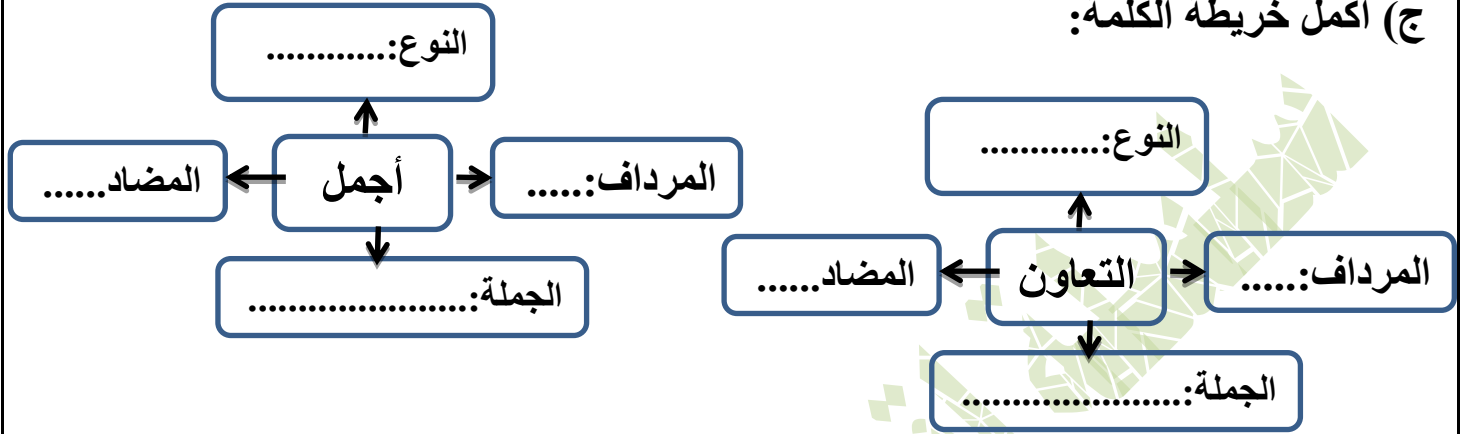 ج) اكمل خريطة الكلمة:
النوع:............
المرداف:.....
التعاون
المضاد......
الجملة:......................
النوع:............
المرداف:.....
أجمل
المضاد......
الجملة:......................